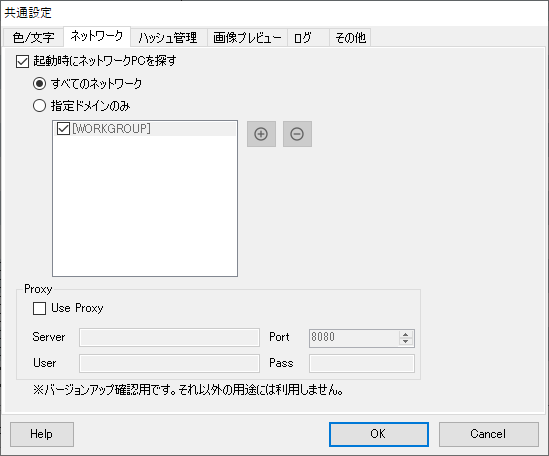 共通設定
色/文字 ネットワーク ハッシュ管理 画像プレビュー ログ その他
起動時にネットワークPCを探す
すべてのネットワーク
指定ドメインのみ
[WORKGROUP]
Proxy
Use Proxy
Server Port 8080
User Pass
※バージョンアップ確認用です。それ以外の用途には利用しません。
Help OK Cancel